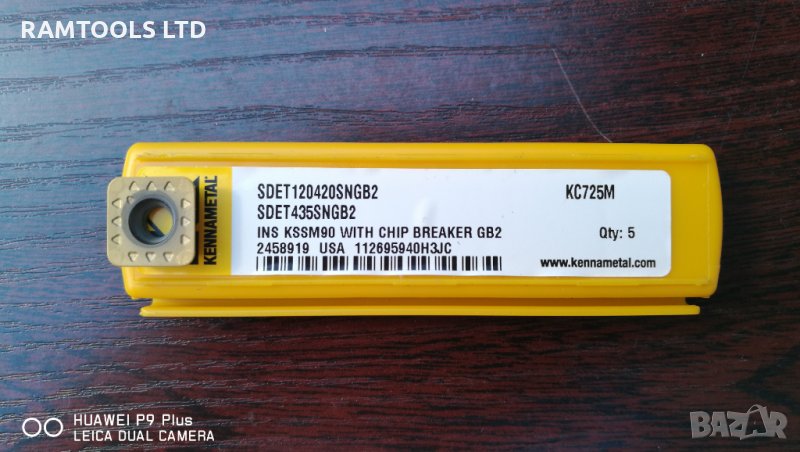 RAMTOOLS LTD
KENNAMETAL
SDET120420SNGB2 KC725M
SDET435SNGB2
INS KSSM90 WITH CHIP BREAKER GB2
2458919 USA 112695940H3JC Qty: 5
www.kennametal.com
HUAWEI P9 Plus
LEICA DUAL CAMERA
BAZAR